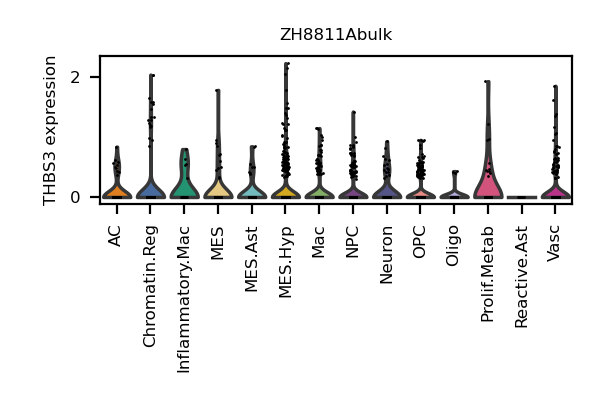 ZH8811Abulk
THBS3 expression
2
0
AC
Chromatin.Reg
Inflammatory.Mac
MES
MES.Ast
MES.Hyp
Mac
NPC
Neuron
OPC
Oligo
Prolif.Metab
Reactive.Ast
Vasc